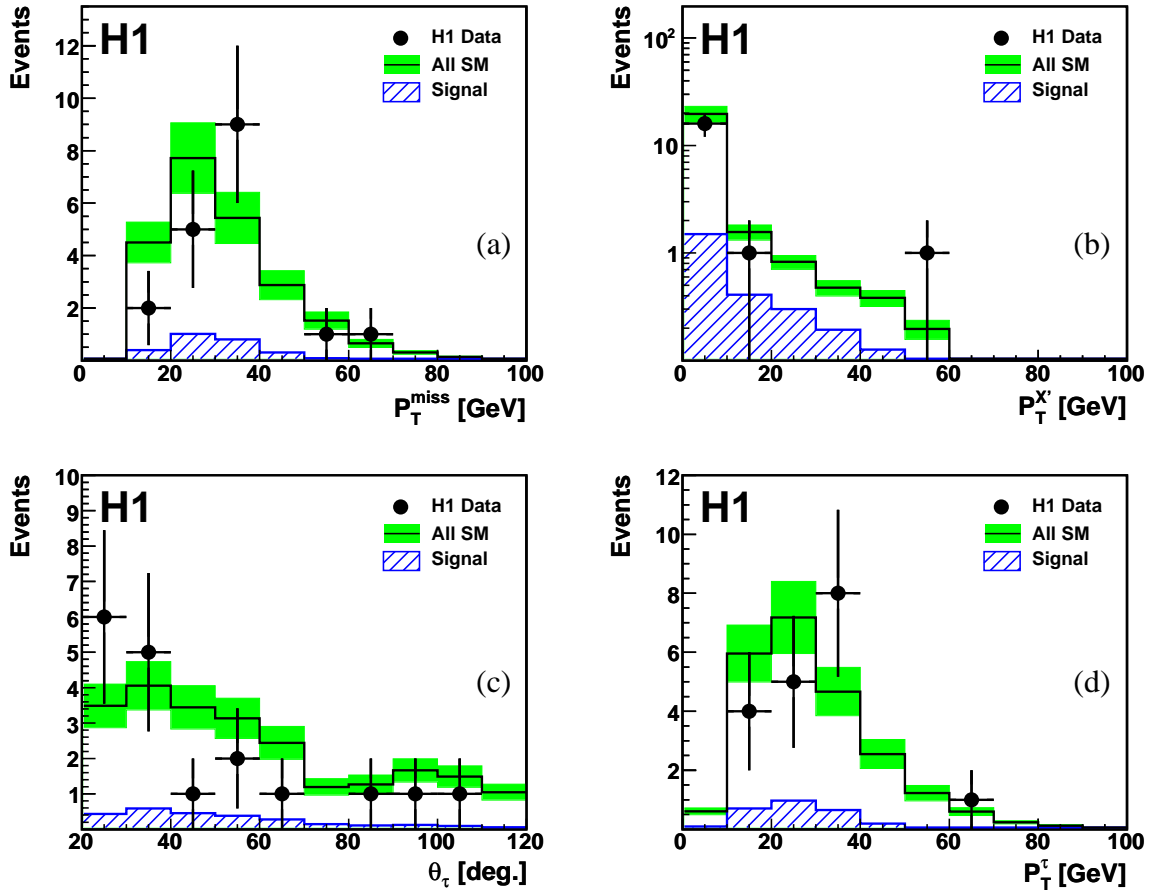 H1
Events
H1 Data
All SM
Signal
12
10
8
6
4
2
(a)
0 20 40 60 80 100
P_T^miss [GeV]
H1
Events
H1 Data
All SM
Signal
10²
10
1
(b)
0 20 40 60 80 100
P_T^X' [GeV]
H1
Events
H1 Data
All SM
Signal
10
9
8
7
6
5
4
3
2
1
(c)
20 40 60 80 100 120
θ_τ [deg.]
H1
Events
H1 Data
All SM
Signal
12
10
8
6
4
2
(d)
0 20 40 60 80 100
P_T^τ [GeV]